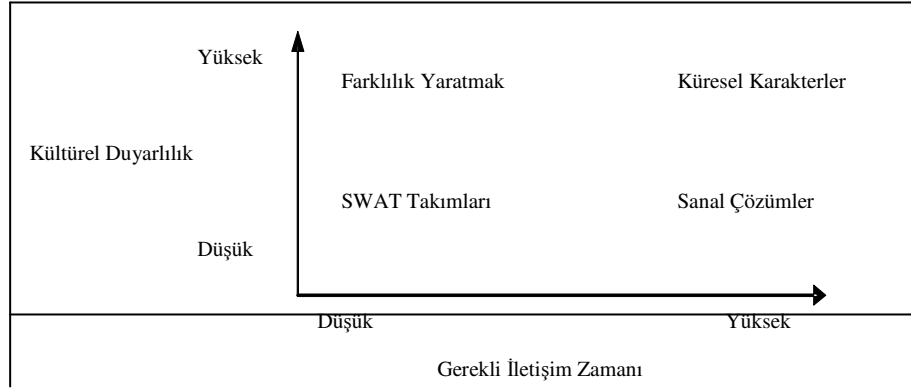 Yüksek
Farklılık Yaratmak Küresel Karakterler
Kültürel Duyarlılık
SWAT Takımları Sanal Çözümler
Düşük
Düşük Yüksek
Gerekli İletişim Zamanı